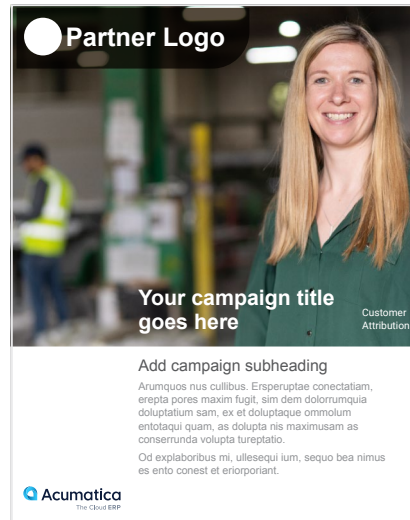 Partner Logo
Your campaign title
goes here
Customer
Attribution
Add campaign subheading
Arumquos nus cullibus. Ersperuptae conectatiam,
erepta pores maxim fugit, sim dem dolorrumquia
doluptatium sam, ex et doluptaque ommolum
entotaqui quam, as dolupta nis maximusam as
conserrunda volupta tureptatio.
Od explaboribus mi, ullesequi ium, sequo bea nimus
es ento conest et eriorporiant.
Acumatica
The Cloud ERP